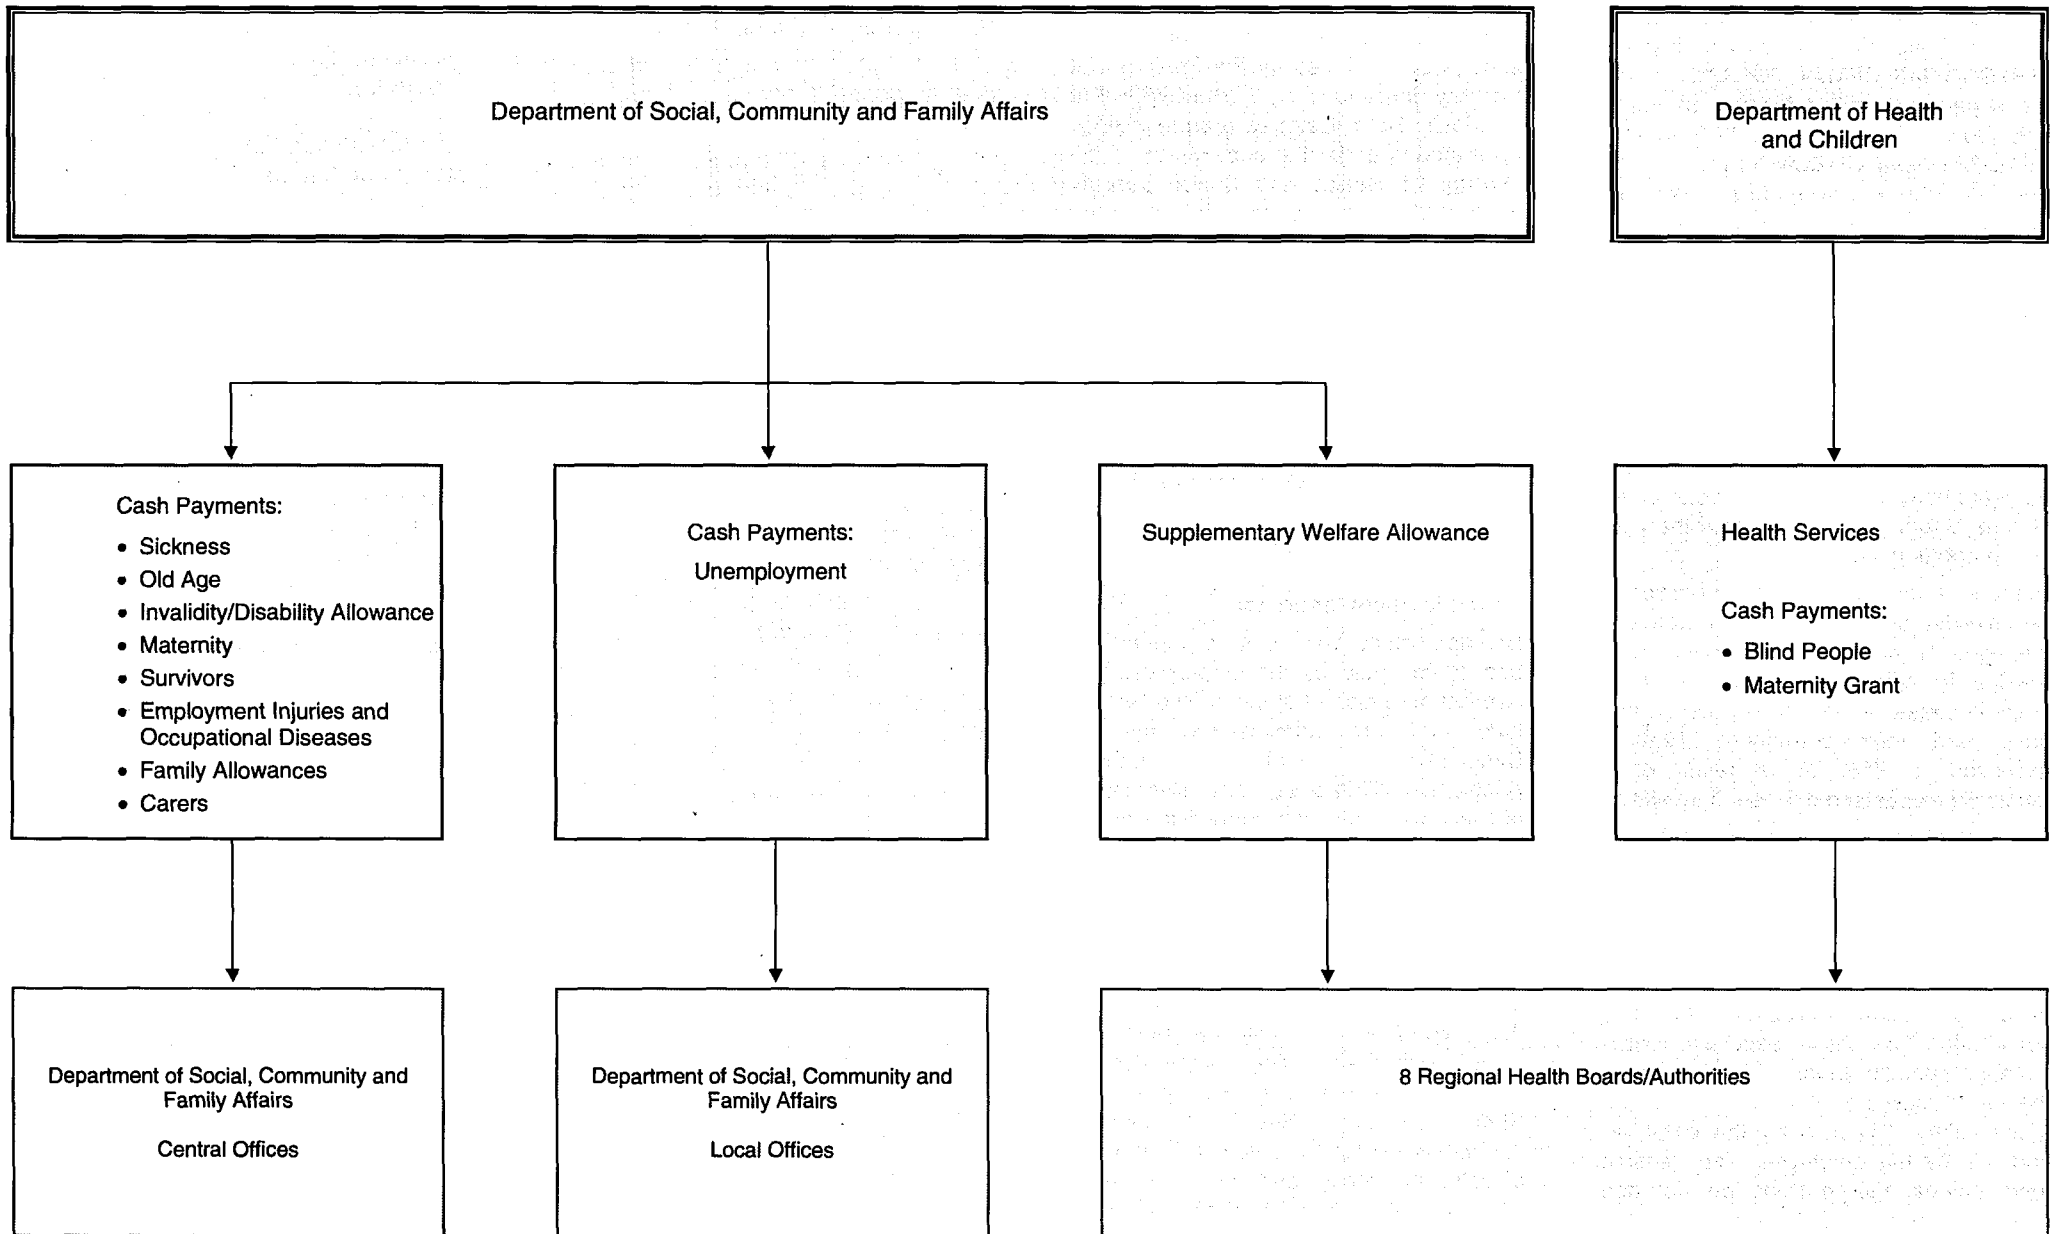 Department of Social, Community and Family Affairs
Department of Health
and Children
Cash Payments:
• Sickness
• Old Age
• Invalidity/Disability Allowance
• Maternity
• Survivors
• Employment Injuries and
Occupational Diseases
• Family Allowances
• Carers
Cash Payments:
Unemployment
Supplementary Welfare Allowance
Health Services
Cash Payments:
• Blind People
• Maternity Grant
Department of Social, Community and
Family Affairs
Central Offices
Department of Social, Community and
Family Affairs
Local Offices
8 Regional Health Boards/Authorities